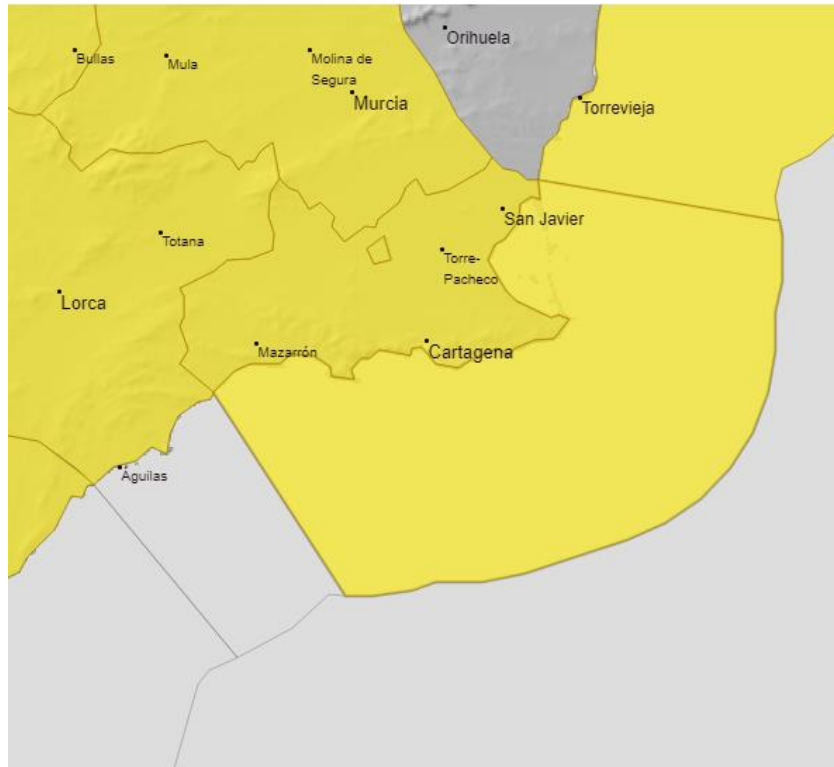 Orihuela
Bullas
Mula
Molina de
Segura
Murcia
Torrevieja
San Javier
Totana
Torre-
Pacheco
Lorca
Mazarrón
Cartagena
Águilas